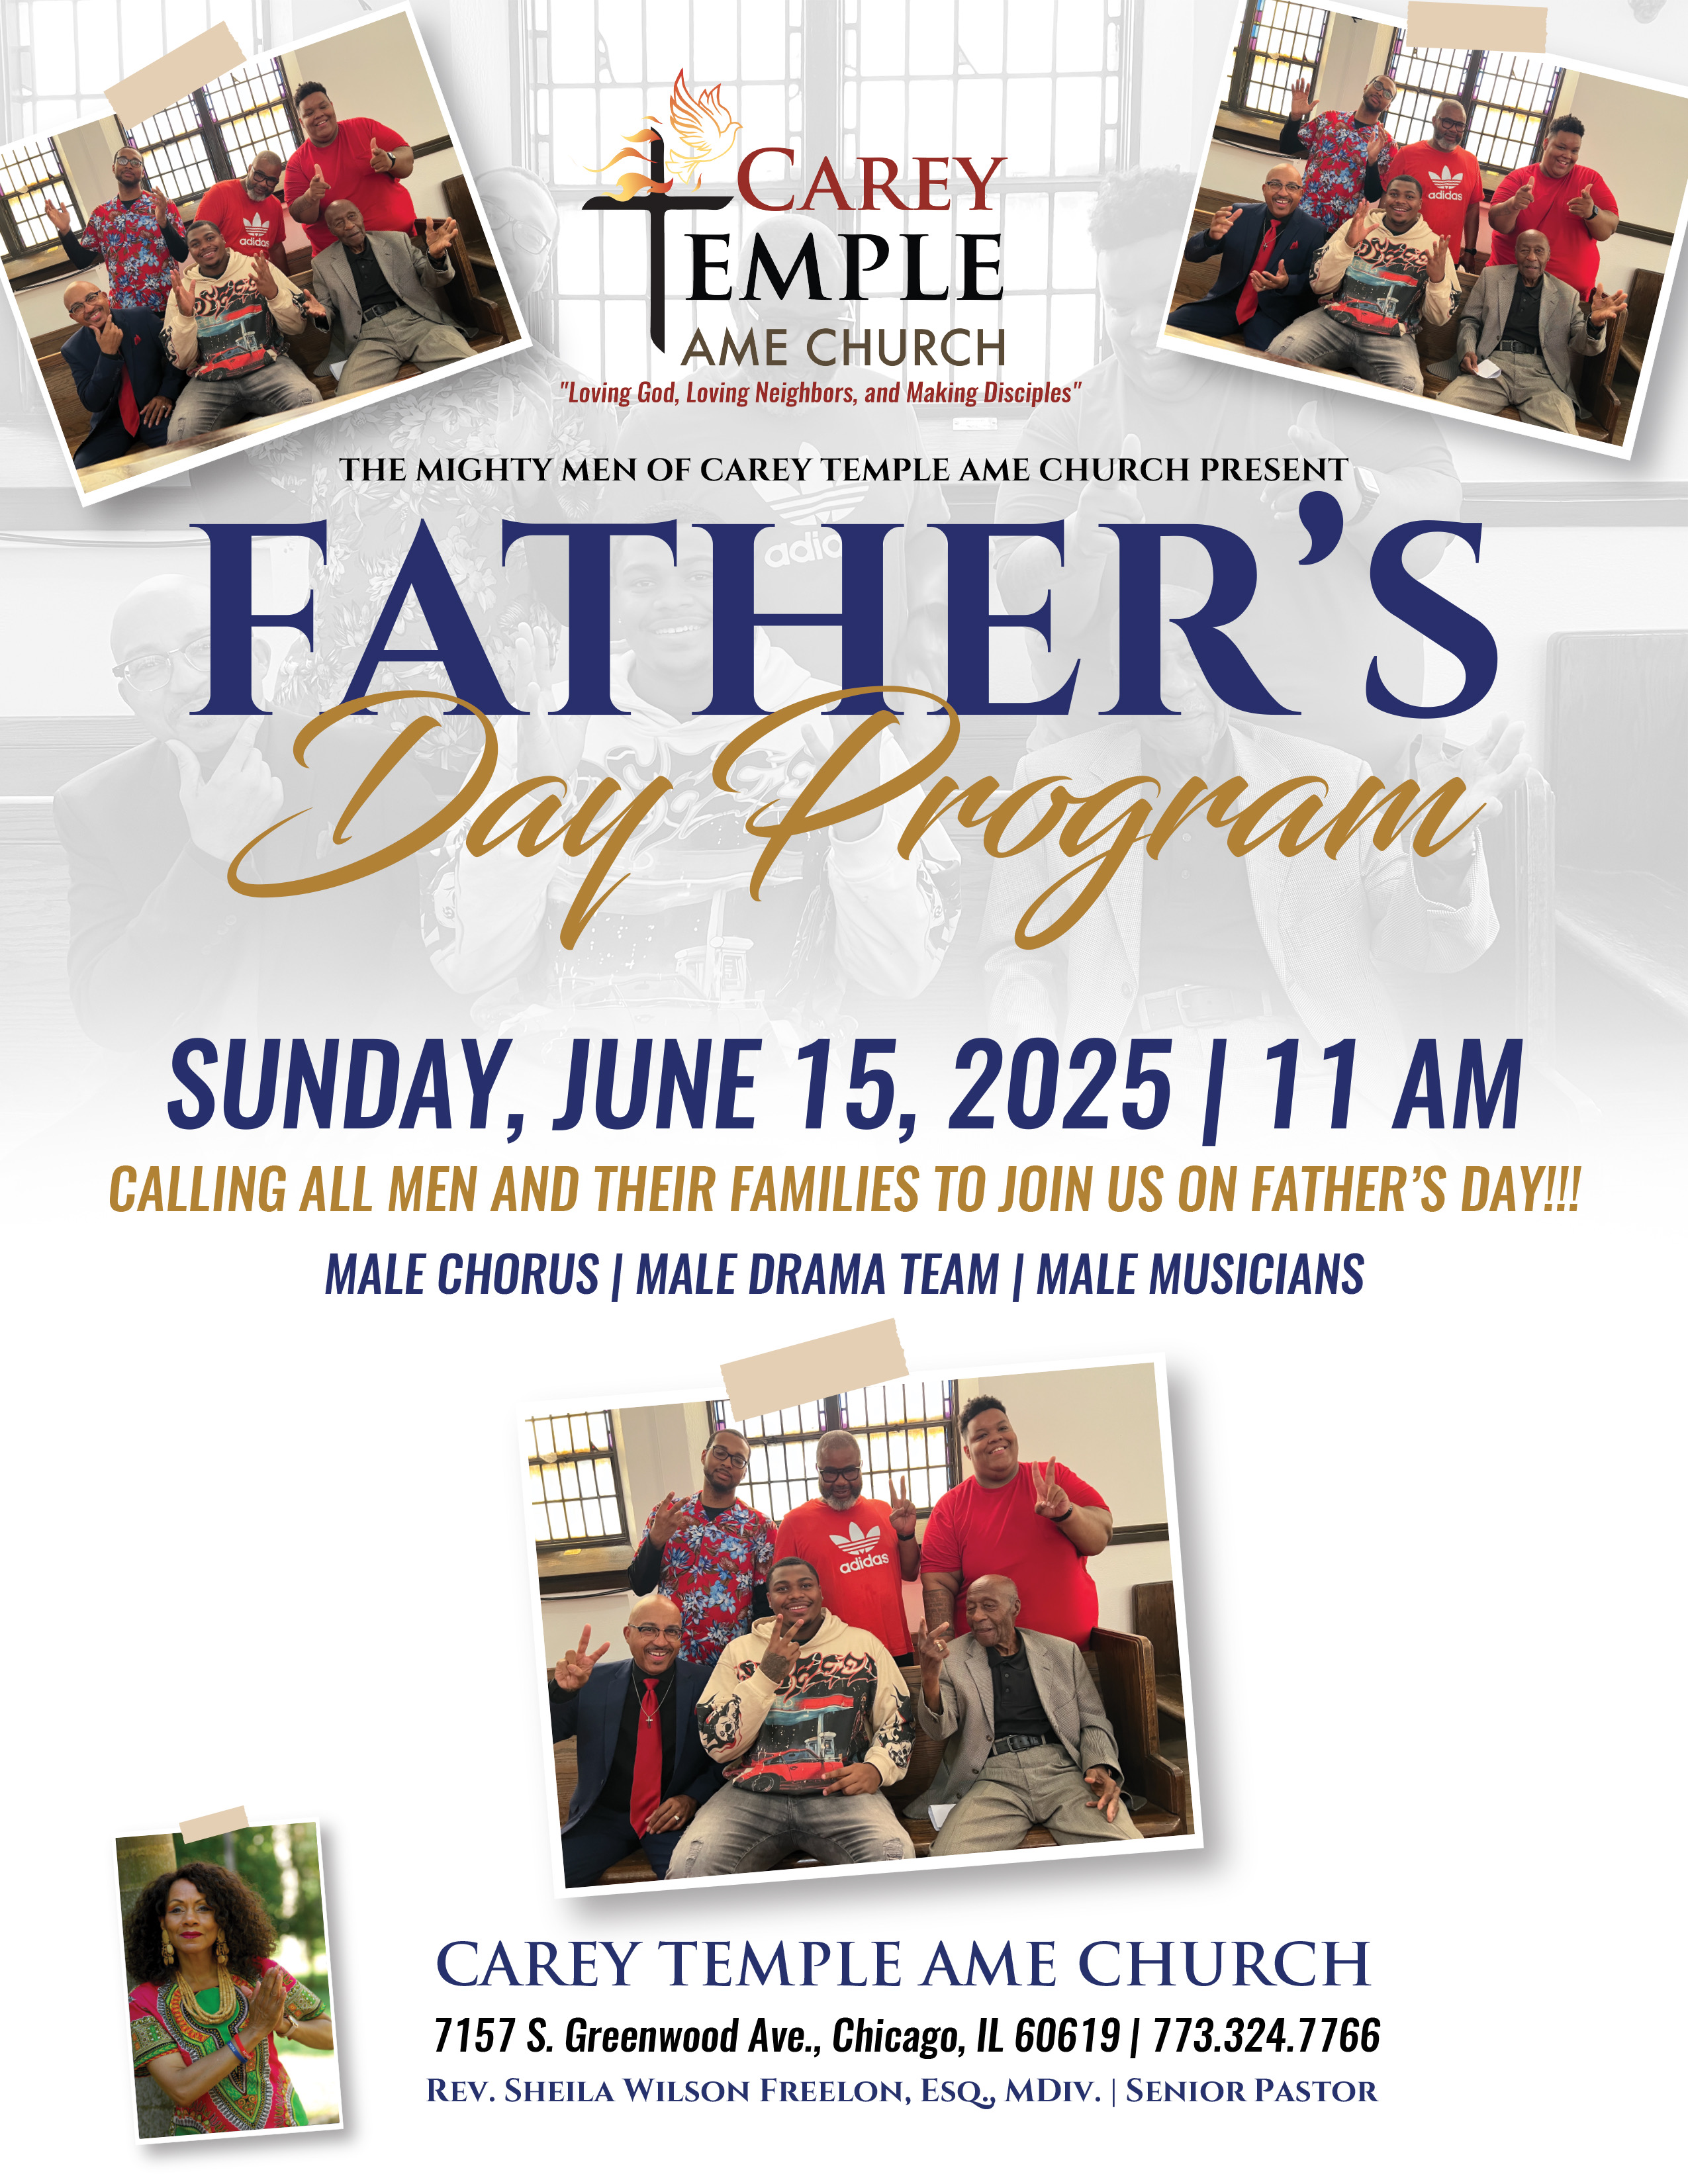 CAREY
TEMPLE
AME CHURCH
"Loving God, Loving Neighbors, and Making Disciples"
THE MIGHTY MEN OF CAREY TEMPLE AME CHURCH PRESENT
FATHER'S
Day Program
SUNDAY, JUNE 15, 2025 | 11 AM
CALLING ALL MEN AND THEIR FAMILIES TO JOIN US ON FATHER'S DAY!!!
MALE CHORUS | MALE DRAMA TEAM | MALE MUSICIANS
adidas
adidas
adidas
CAREY TEMPLE AME CHURCH
7157 S. Greenwood Ave., Chicago, IL 60619 | 773.324.7766
REV. SHEILA WILSON FREELON, ESQ., MDIV. | SENIOR PASTOR